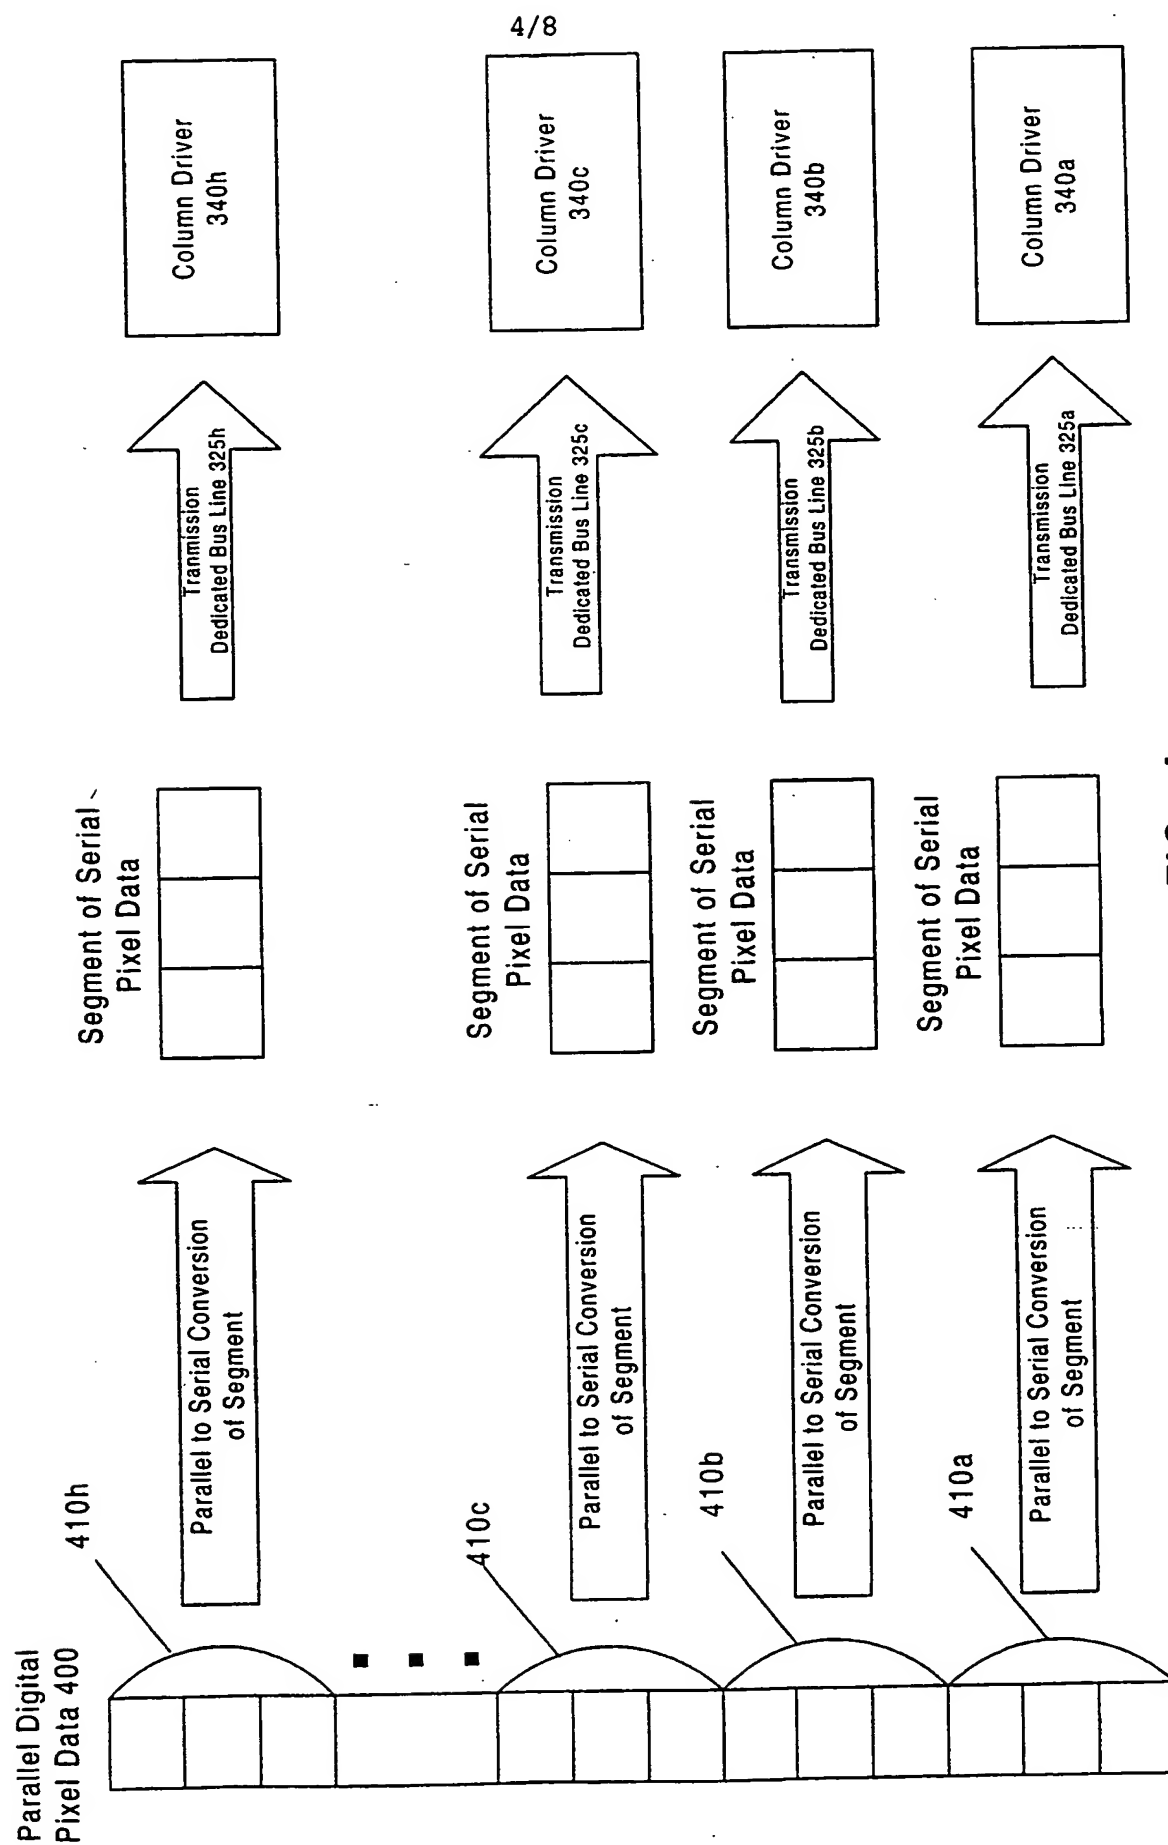 4/8
Parallel Digital
Pixel Data 400
410h
Parallel to Serial Conversion
of Segment
Segment of Serial
Pixel Data
Tranmission
Dedicated Bus Line 325h
Column Driver
340h
410c
Parallel to Serial Conversion
of Segment
Segment of Serial
Pixel Data
Transmission
Dedicated Bus Line 325c
Column Driver
340c
410b
Parallel to Serial Conversion
of Segment
Segment of Serial
Pixel Data
Transmission
Dedicated Bus Line 325b
Column Driver
340b
410a
Parallel to Serial Conversion
of Segment
Segment of Serial
Pixel Data
Transmission
Dedicated Bus Line 325a
Column Driver
340a